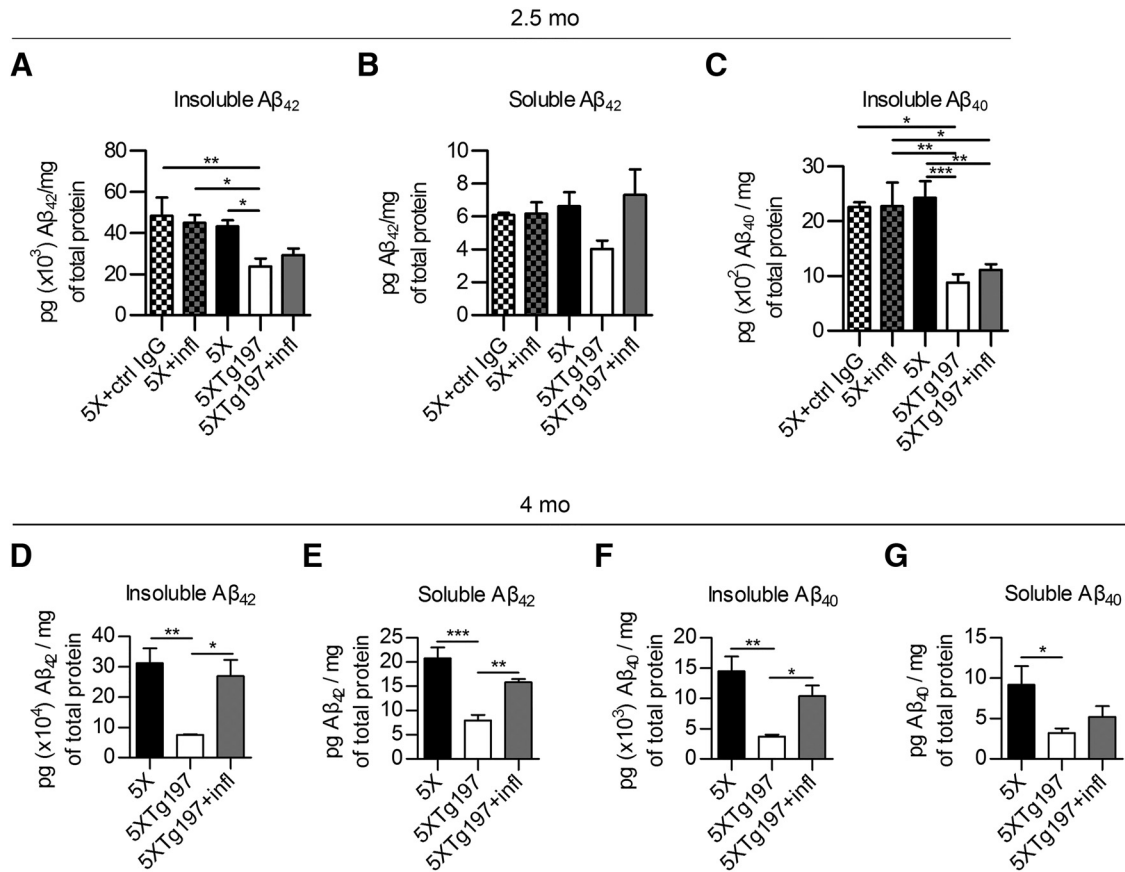 2.5 mo
A
Insoluble Aβ42
pg (x10³) Aβ42/mg
of total protein
80
60
40
20
0
**
*
*
5X+ctrl IgG
5X+infl
5X
5XTg197
5XTg197+infl
B
Soluble Aβ42
pg Aβ42/mg
of total protein
10
8
6
4
2
0
5X+ctrl IgG
5X+infl
5X
5XTg197
5XTg197+infl
C
Insoluble Aβ40
pg (x10²) Aβ40 / mg
of total protein
30
20
10
0
*
*
**
**
***
5X+ctrl IgG
5X+infl
5X
5XTg197
5XTg197+infl
4 mo
D
Insoluble Aβ42
pg (x10⁴) Aβ42 / mg
of total protein
40
30
20
10
0
**
*
5X
5XTg197
5XTg197+infl
E
Soluble Aβ42
pg Aβ42 / mg
of total protein
25
20
15
10
5
0
***
**
5X
5XTg197
5XTg197+infl
F
Insoluble Aβ40
pg (x10³) Aβ40 / mg
of total protein
20
15
10
5
0
**
*
5X
5XTg197
5XTg197+infl
G
Soluble Aβ40
pg Aβ40 / mg
of total protein
15
10
5
0
*
5X
5XTg197
5XTg197+infl